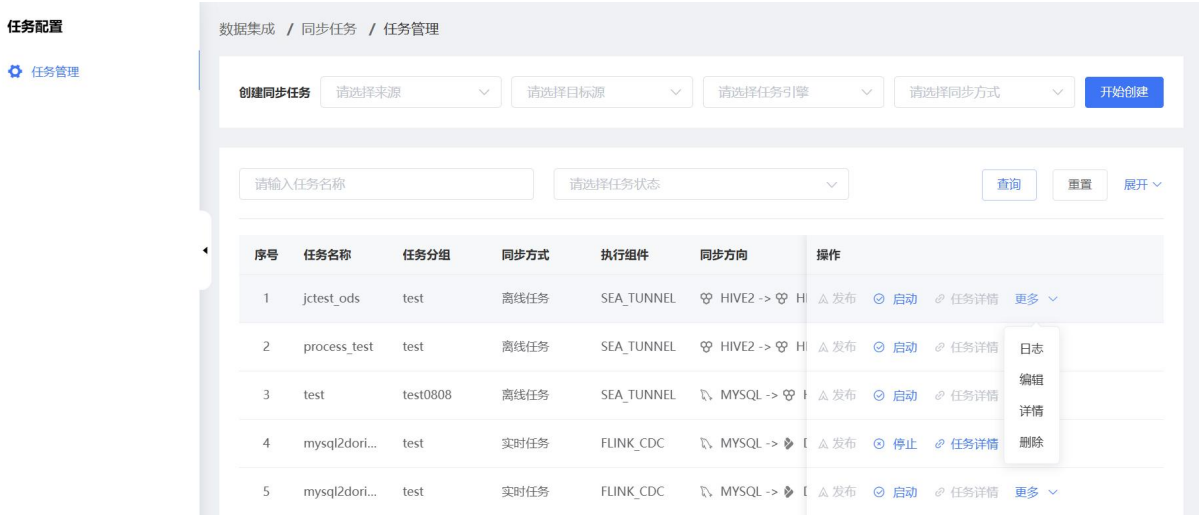 任务配置
任务管理
数据集成 / 同步任务 / 任务管理
创建同步任务 请选择来源 请选择目标源 请选择任务引擎 请选择同步方式 开始创建
请输入任务名称 请选择任务状态 查询 重置 展开
序号 任务名称 任务分组 同步方式 执行组件 同步方向 操作
1 jctest_ods test 离线任务 SEA_TUNNEL HIVE2 -> HI 发布 启动 任务详情 更多
2 process_test test 离线任务 SEA_TUNNEL HIVE2 -> HI 发布 启动 任务详情
日志
编辑
3 test test0808 离线任务 SEA_TUNNEL MYSQL -> 发布 启动 任务详情
详情
4 mysql2dori... test 实时任务 FLINK_CDC MYSQL -> 发布 停止 任务详情
删除
5 mysql2dori... test 实时任务 FLINK_CDC MYSQL -> 发布 启动 任务详情 更多